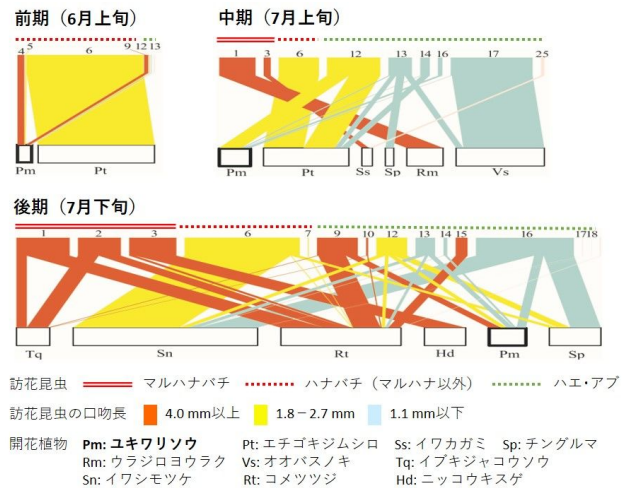 前期（6月上旬）
4 5 6 9 12 13
Pm Pt
中期（7月上旬）
1 3 6 12 13 14 16 17 25
Pm Pt Ss Sp Rm Vs
後期（7月下旬）
1 2 3 6 7 9 10 12 13 14 15 16 17 18
Tq Sn Rt Hd Pm Sp
訪花昆虫 マルハナバチ ハナバチ（マルハナ以外） ハエ・アブ
訪花昆虫の口吻長 4.0 mm以上 1.8－2.7 mm 1.1 mm以下
開花植物 Pm: ユキワリソウ Pt: エチゴキジムシロ Ss: イワカガミ Sp: チングルマ
Rm: ウラジロヨウラク Vs: オオバスノキ Tq: イブキジャコウソウ
Sn: イワシモツケ Rt: コメツツジ Hd: ニッコウキスゲ